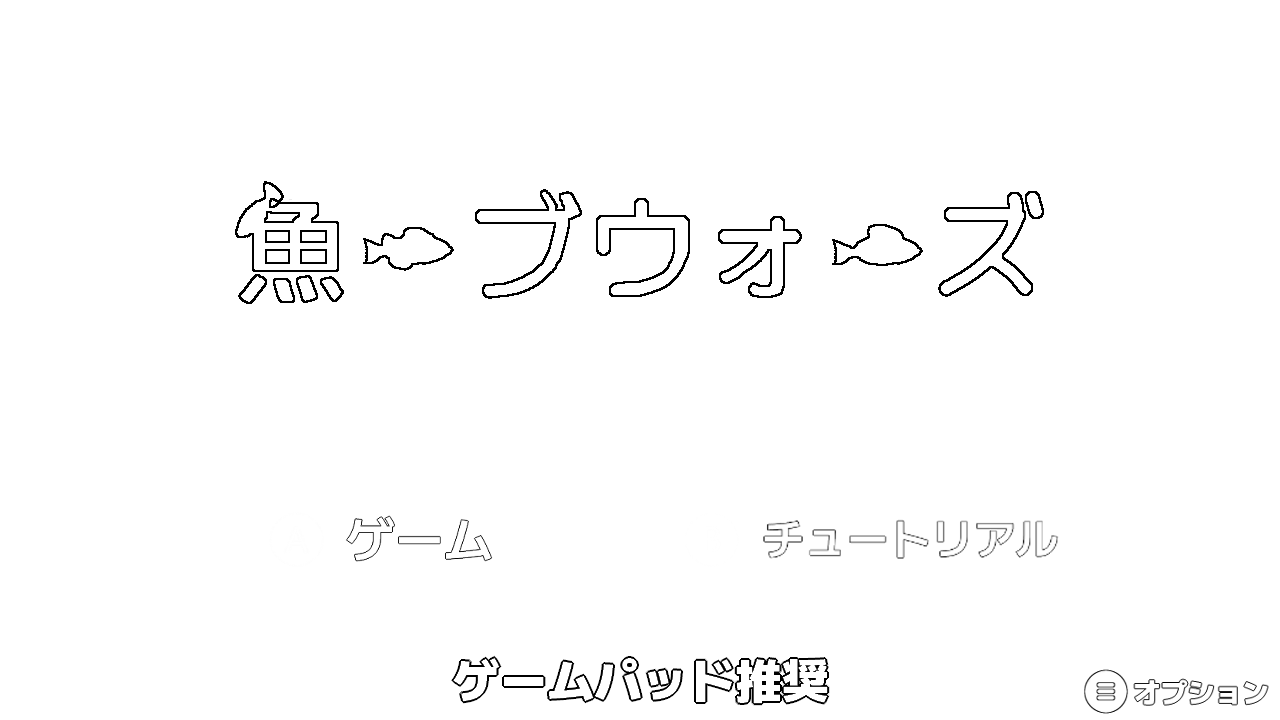 魚ーブウォーズ
ゲーム
チュートリアル
ゲームパッド推奨
オプション